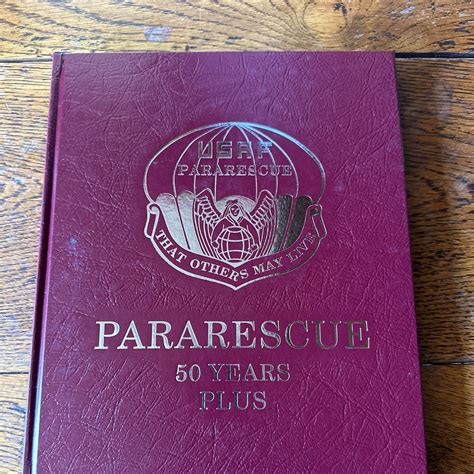 USAF
PARARESCUE
THAT OTHERS MAY LIVE
PARARESCUE
50 YEARS
PLUS